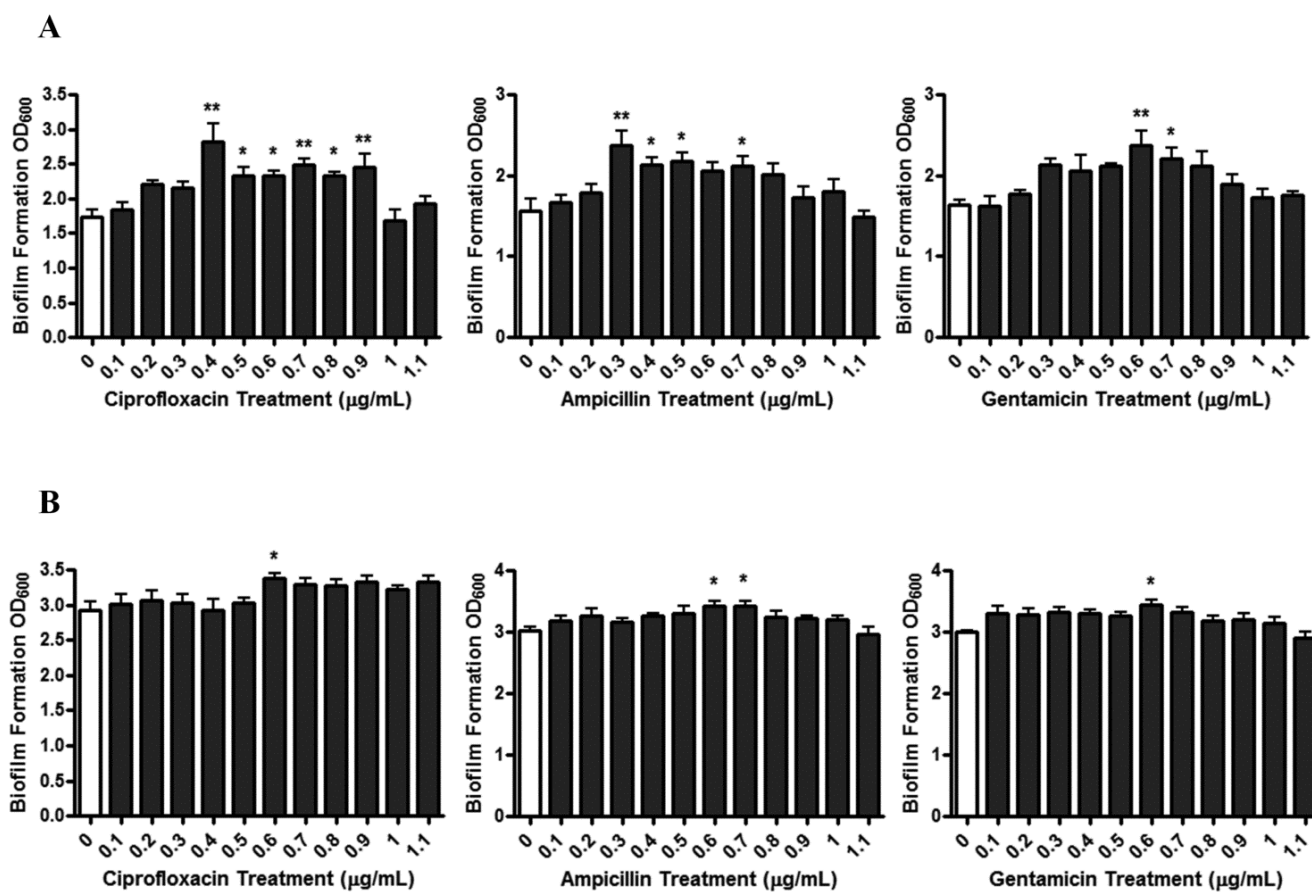 A
Biofilm Formation OD600
3.5
3.0
2.5
2.0
1.5
1.0
0.5
0.0
** * * ** * **
0 0.1 0.2 0.3 0.4 0.5 0.6 0.7 0.8 0.9 1 1.1
Ciprofloxacin Treatment (μg/mL)
Biofilm Formation OD600
3
2
1
0
** * * *
0 0.1 0.2 0.3 0.4 0.5 0.6 0.7 0.8 0.9 1 1.1
Ampicillin Treatment (μg/mL)
Biofilm Formation OD600
3
2
1
0
** *
0 0.1 0.2 0.3 0.4 0.5 0.6 0.7 0.8 0.9 1 1.1
Gentamicin Treatment (μg/mL)
B
Biofilm Formation OD600
3.5
3.0
2.5
2.0
1.5
1.0
0.5
0.0
*
0 0.1 0.2 0.3 0.4 0.5 0.6 0.7 0.8 0.9 1 1.1
Ciprofloxacin Treatment (μg/mL)
Biofilm Formation OD600
4
3
2
1
0
* *
0 0.1 0.2 0.3 0.4 0.5 0.6 0.7 0.8 0.9 1 1.1
Ampicillin Treatment (μg/mL)
Biofilm Formation OD600
4
3
2
1
0
*
0 0.1 0.2 0.3 0.4 0.5 0.6 0.7 0.8 0.9 1 1.1
Gentamicin Treatment (μg/mL)